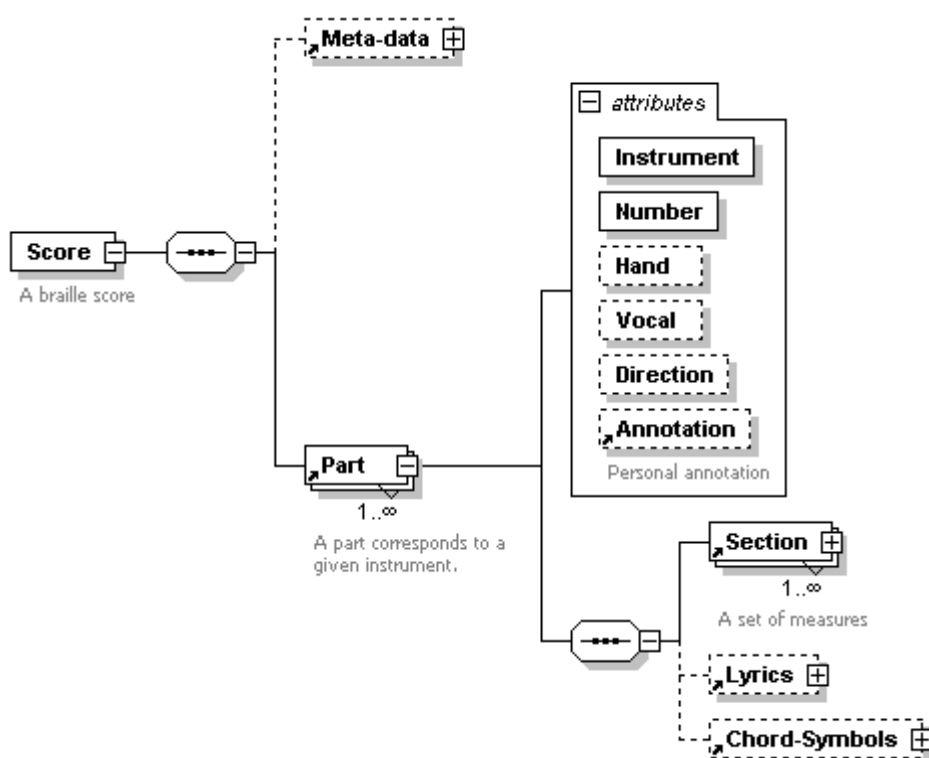 Meta-data
attributes
Instrument
Number
Score
Hand
A braille score
Vocal
Direction
Annotation
Part
Personal annotation
1..∞
A part corresponds to a
given instrument.
Section
1..∞
A set of measures
Lyrics
Chord-Symbols